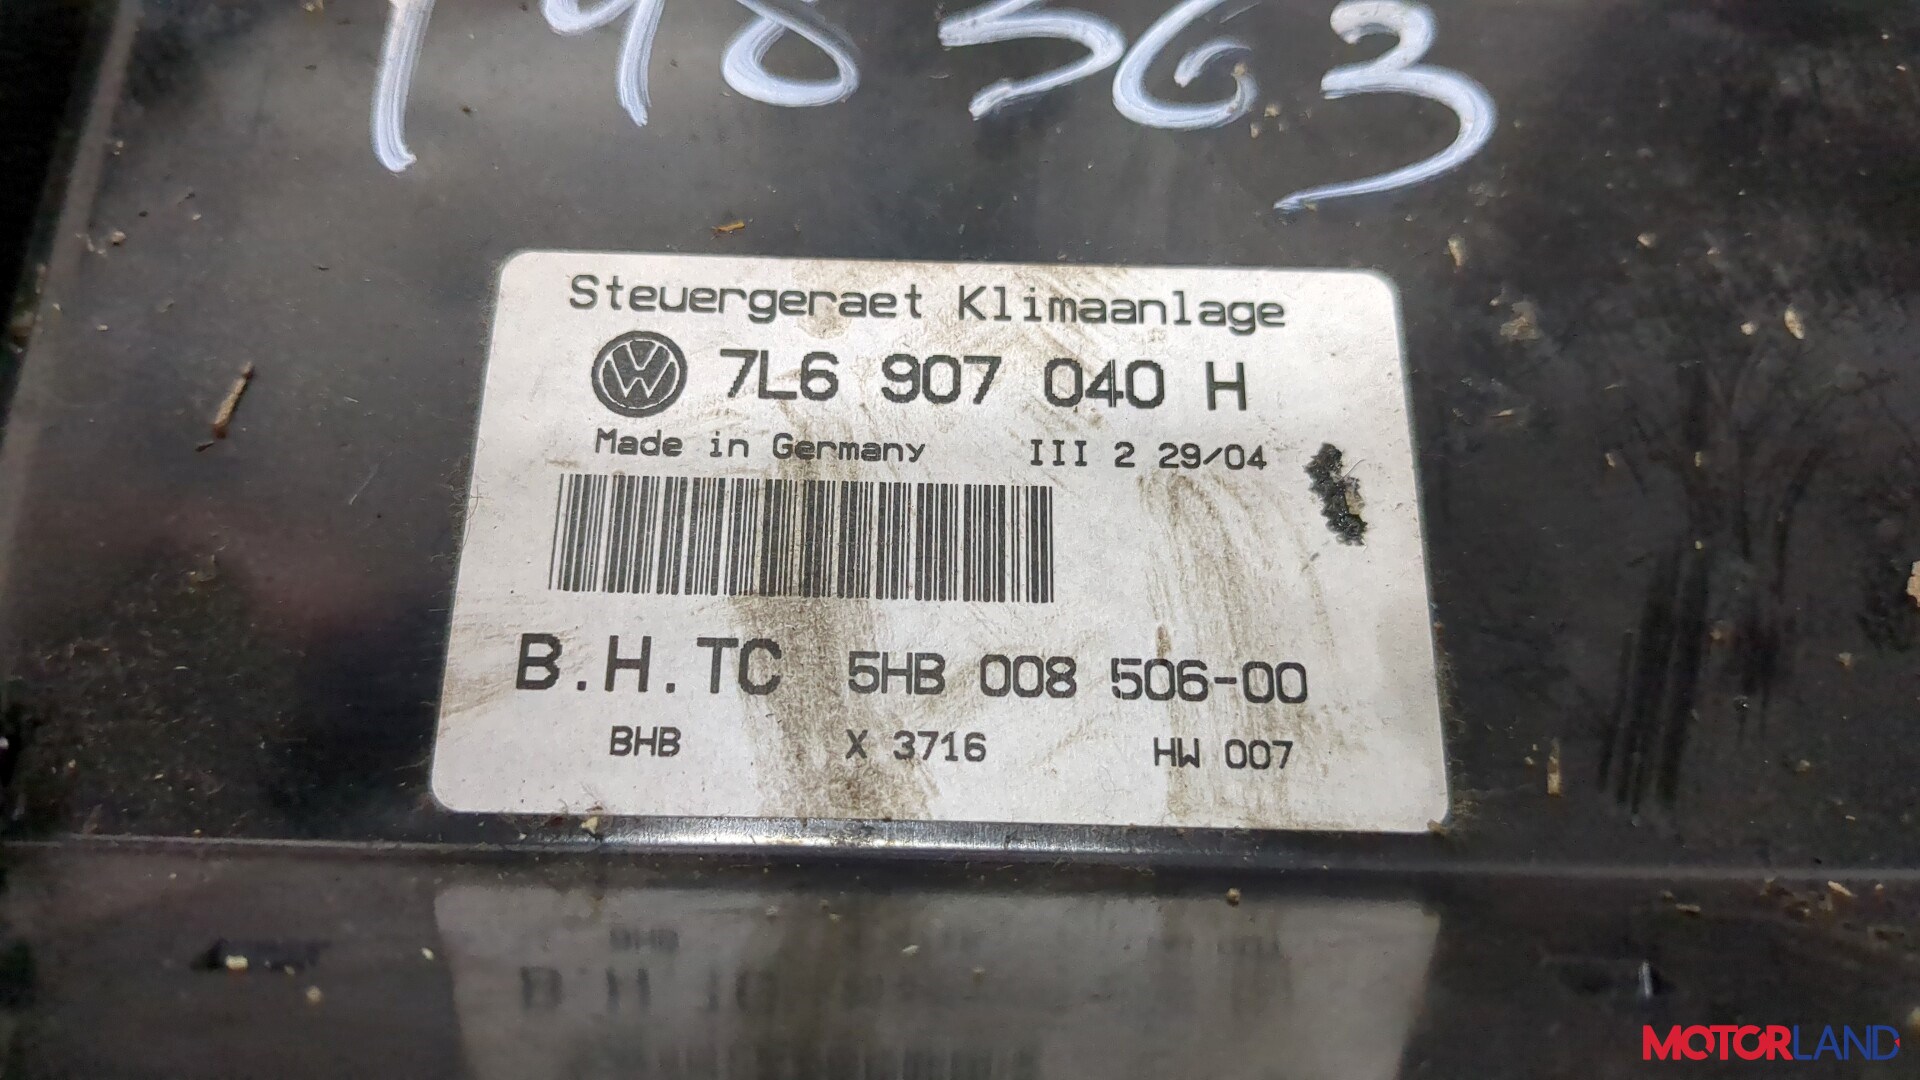 198363
Steuergeraet Klimaanlage
7L6 907 040 H
Made in Germany III 2 29/04
B.H.TC 5HB 008 506-00
BHB X 3716 HW 007
MOTORLAND